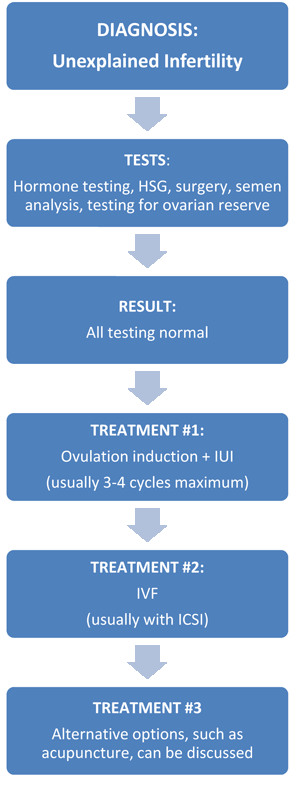 DIAGNOSIS:
Unexplained Infertility
TESTS:
Hormone testing, HSG, surgery, semen
analysis, testing for ovarian reserve
RESULT:
All testing normal
TREATMENT #1:
Ovulation induction + IUI
(usually 3-4 cycles maximum)
TREATMENT #2:
IVF
(usually with ICSI)
TREATMENT #3
Alternative options, such as
acupuncture, can be discussed